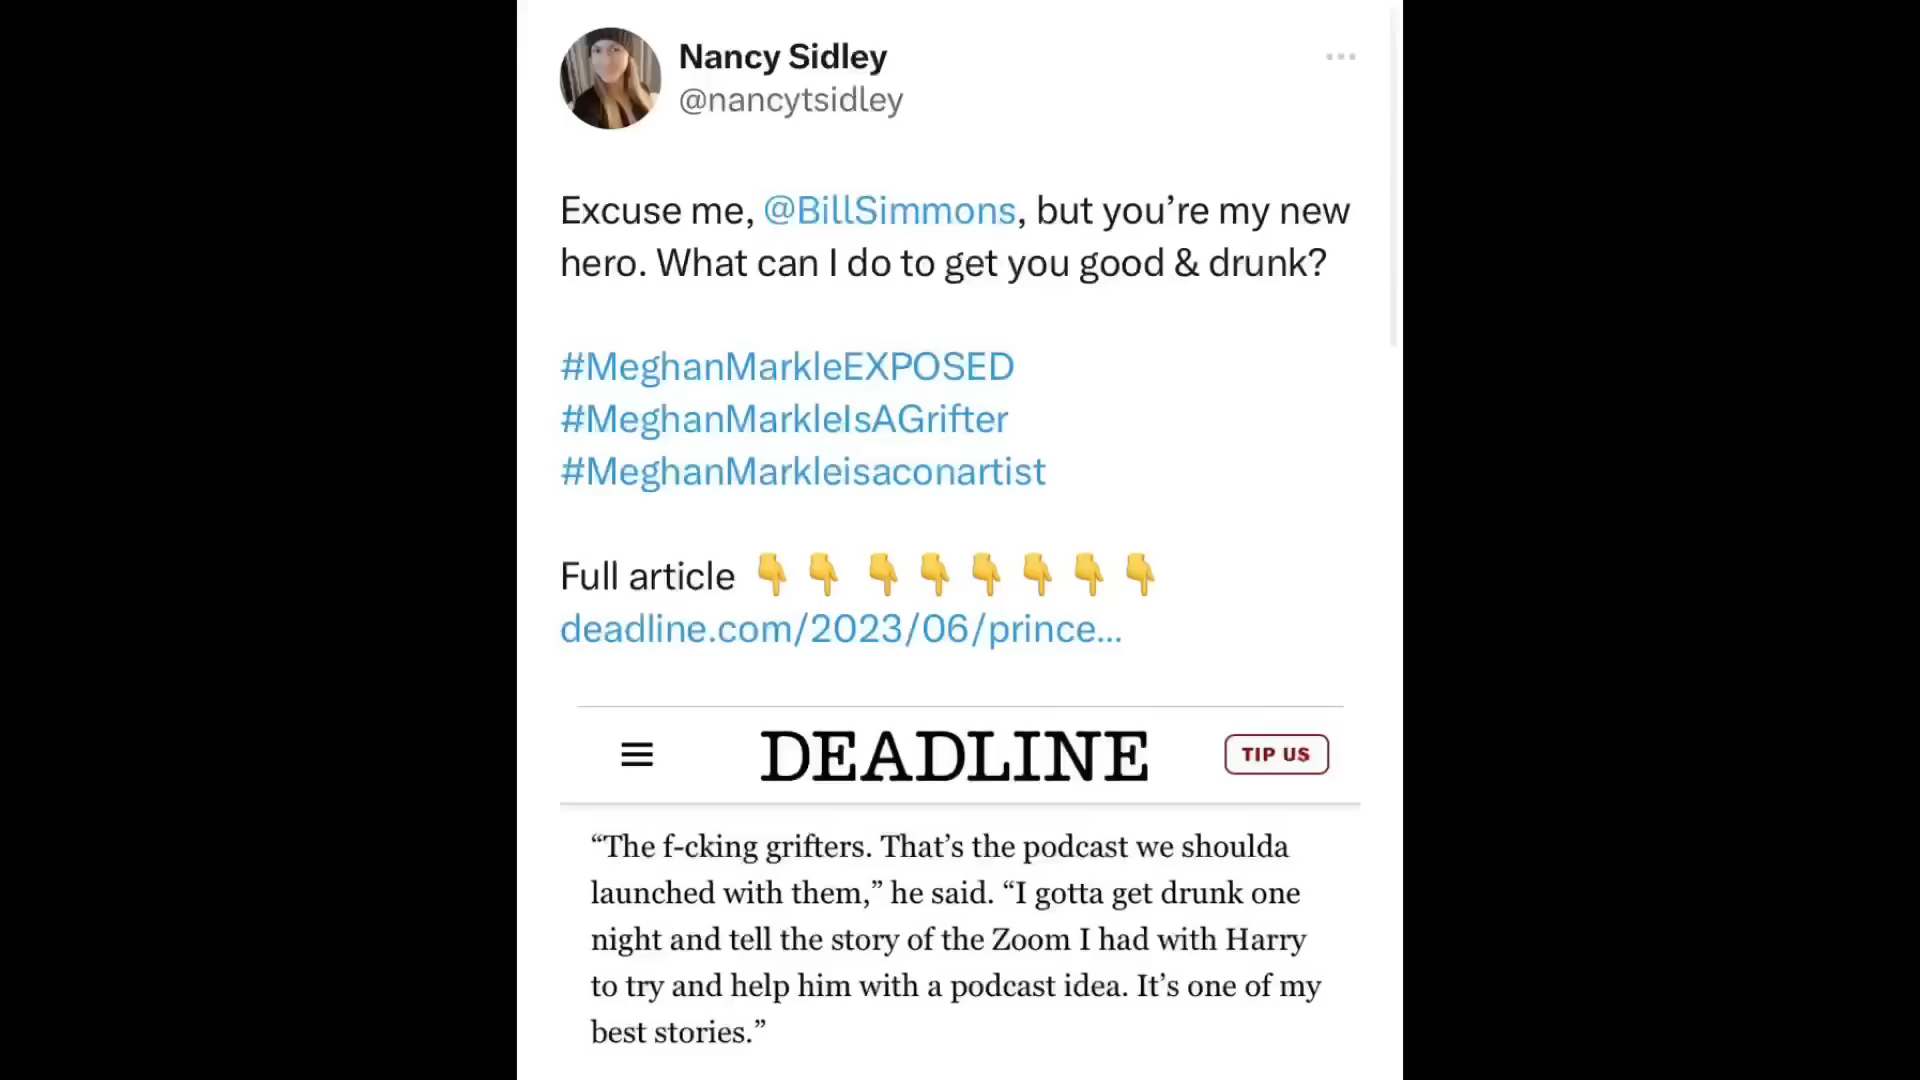 Nancy Sidley
@nancytsidley
Excuse me, @BillSimmons, but you’re my new
hero. What can I do to get you good & drunk?
#MeghanMarkleEXPOSED
#MeghanMarkleIsAGrifter
#MeghanMarkleisaconartist
Full article 👇👇 👇👇👇👇👇👇
deadline.com/2023/06/prince...
DEADLINE
TIP US
“The f-cking grifters. That’s the podcast we shoulda
launched with them,” he said. “I gotta get drunk one
night and tell the story of the Zoom I had with Harry
to try and help him with a podcast idea. It’s one of my
best stories.”